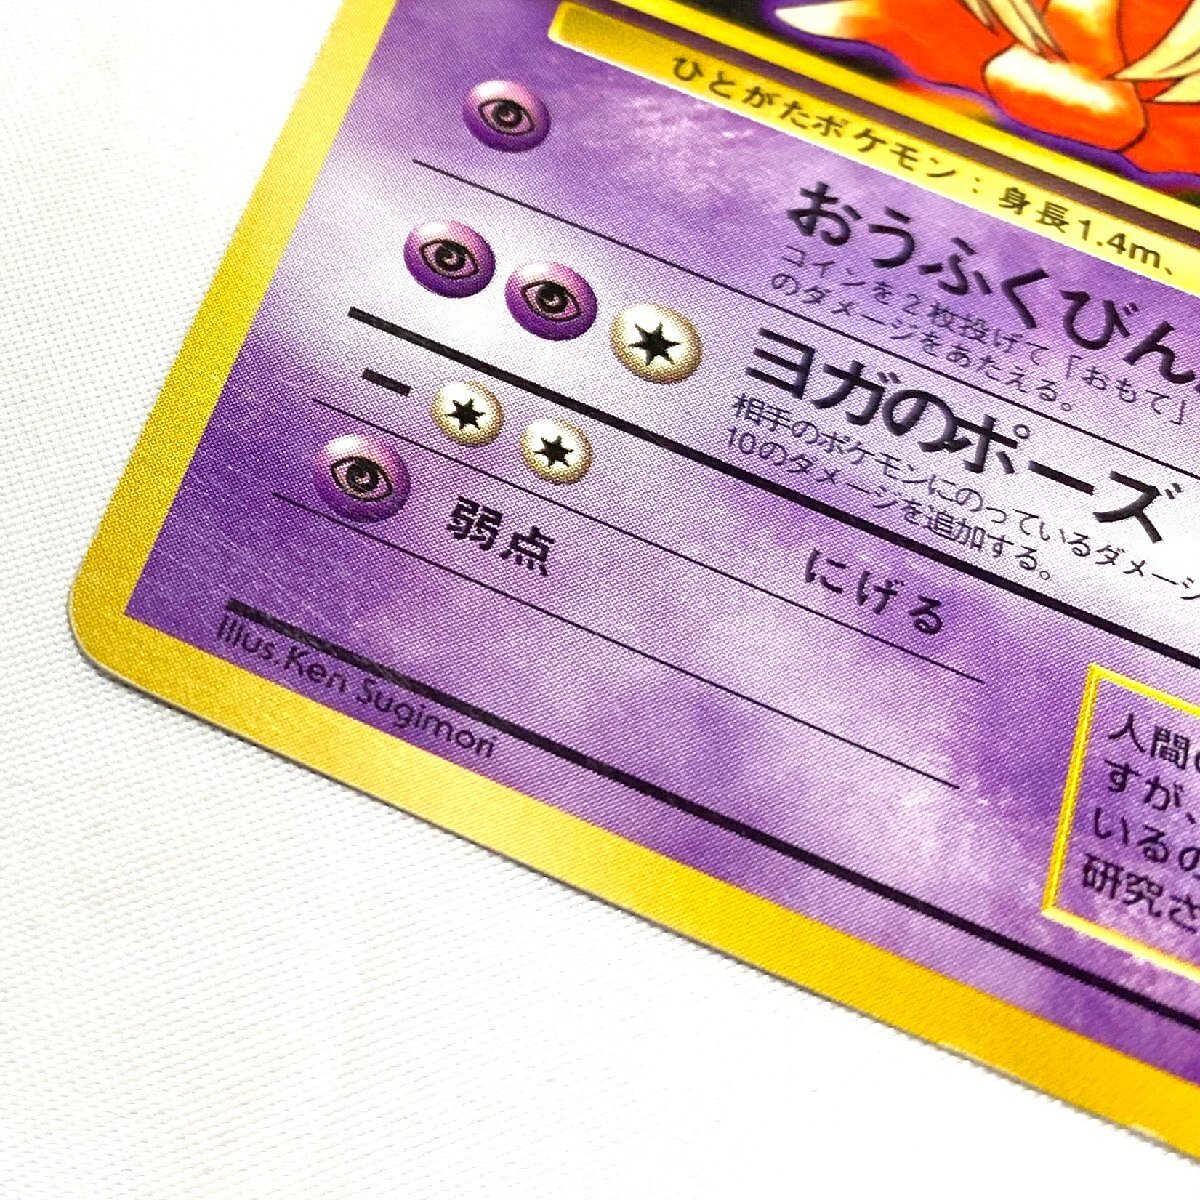 ひとがたポケモン：身長1.4m、
おうふくびん
コインを2枚投げて「おもて」
のダメージをあたえる。
ヨガのポーズ
相手のポケモンにのっているダメージ
10のダメージを追加する。
弱点
にげる
人間
すが、
いるの
研究さ
illus. Ken Sugimori